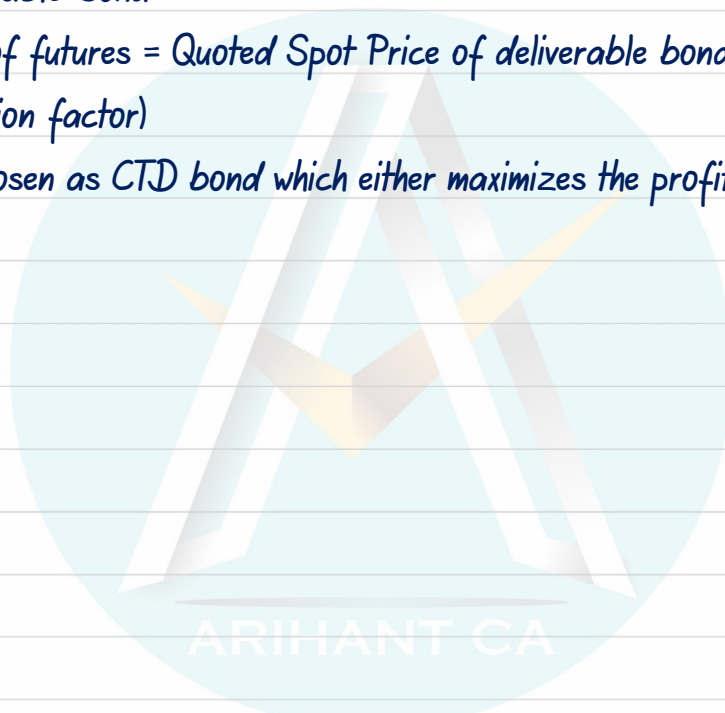 of futures = Quoted Spot Price of deliverable bond
ion factor)
osen as CTD bond which either maximizes the profit
ARIHANT CA